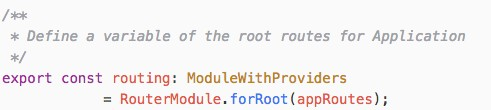 /**
 * Define a variable of the root routes for Application
 */
export const routing: ModuleWithProviders
            = RouterModule.forRoot(appRoutes);